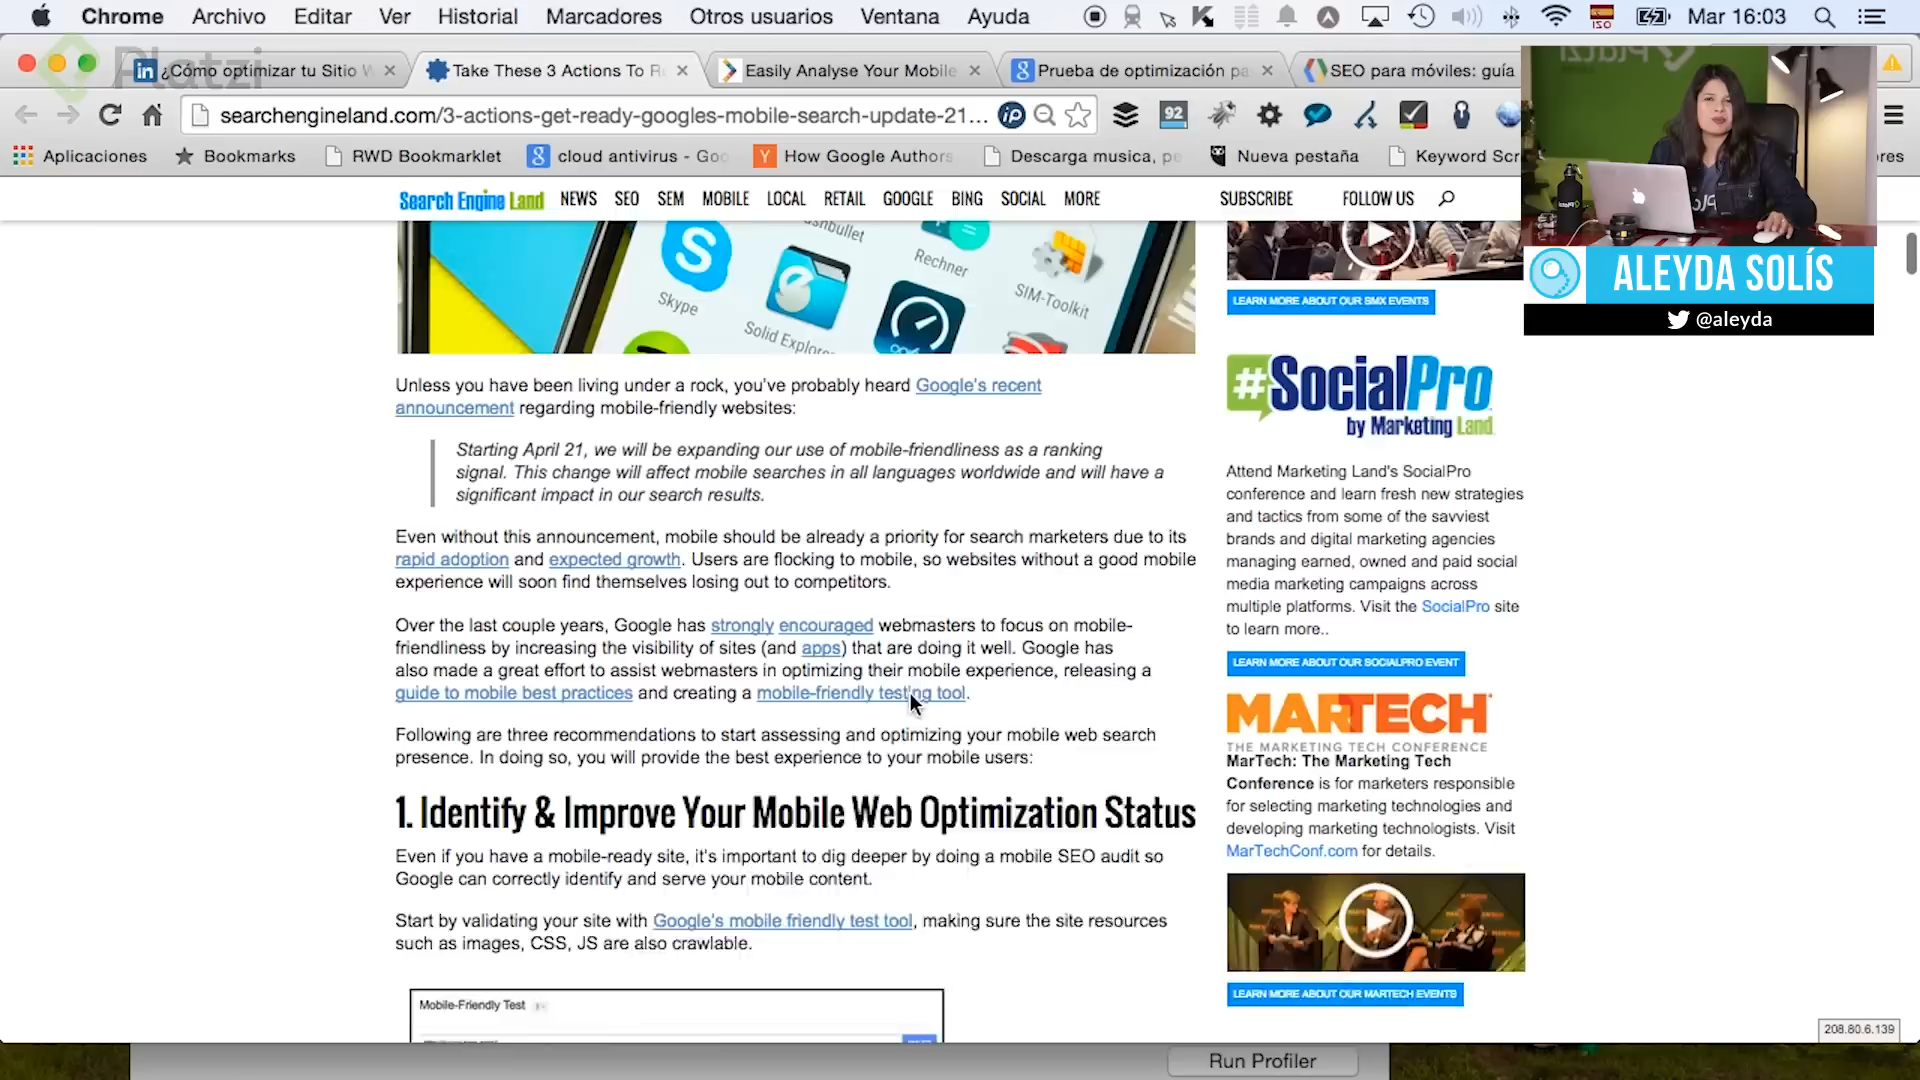 Chrome Archivo Editar Ver Historial Marcadores Otros usuarios Ventana Ayuda
ISO
Mar 16:03
Platzi
¿Cómo optimizar tu Sitio W
Take These 3 Actions To R
Easily Analyse Your Mobile
Prueba de optimización pa
SEO para móviles: guía
searchengineland.com/3-actions-get-ready-googles-mobile-search-update-21...
92
Aplicaciones
Bookmarks
RWD Bookmarklet
cloud antivirus - Goo
How Google Authors
Descarga musica, pe
Nueva pestaña
Keyword Scr
res
Search Engine Land NEWS SEO SEM MOBILE LOCAL RETAIL GOOGLE BING SOCIAL MORE SUBSCRIBE FOLLOW US
shbullet
Rechner
SIM-Toolkit
Skype
Solid Explore
Unless you have been living under a rock, you've probably heard Google's recent
announcement regarding mobile-friendly websites:
Starting April 21, we will be expanding our use of mobile-friendliness as a ranking
signal. This change will affect mobile searches in all languages worldwide and will have a
significant impact in our search results.
Even without this announcement, mobile should be already a priority for search marketers due to its
rapid adoption and expected growth. Users are flocking to mobile, so websites without a good mobile
experience will soon find themselves losing out to competitors.
Over the last couple years, Google has strongly encouraged webmasters to focus on mobile-
friendliness by increasing the visibility of sites (and apps) that are doing it well. Google has
also made a great effort to assist webmasters in optimizing their mobile experience, releasing a
guide to mobile best practices and creating a mobile-friendly testing tool.
Following are three recommendations to start assessing and optimizing your mobile web search
presence. In doing so, you will provide the best experience to your mobile users:
1. Identify & Improve Your Mobile Web Optimization Status
Even if you have a mobile-ready site, it's important to dig deeper by doing a mobile SEO audit so
Google can correctly identify and serve your mobile content.
Start by validating your site with Google's mobile friendly test tool, making sure the site resources
such as images, CSS, JS are also crawlable.
Mobile-Friendly Test
LEARN MORE ABOUT OUR SMX EVENTS
#SocialPro
by Marketing Land
Attend Marketing Land's SocialPro
conference and learn fresh new strategies
and tactics from some of the savviest
brands and digital marketing agencies
managing earned, owned and paid social
media marketing campaigns across
multiple platforms. Visit the SocialPro site
to learn more..
LEARN MORE ABOUT OUR SOCIALPRO EVENT
MARTECH
THE MARKETING TECH CONFERENCE
MarTech: The Marketing Tech
Conference is for marketers responsible
for selecting marketing technologies and
developing marketing technologists. Visit
MarTechConf.com for details.
LEARN MORE ABOUT OUR MARTECH EVENTS
ALEYDA SOLÍS
@aleyda
208.80.6.139
Run Profiler